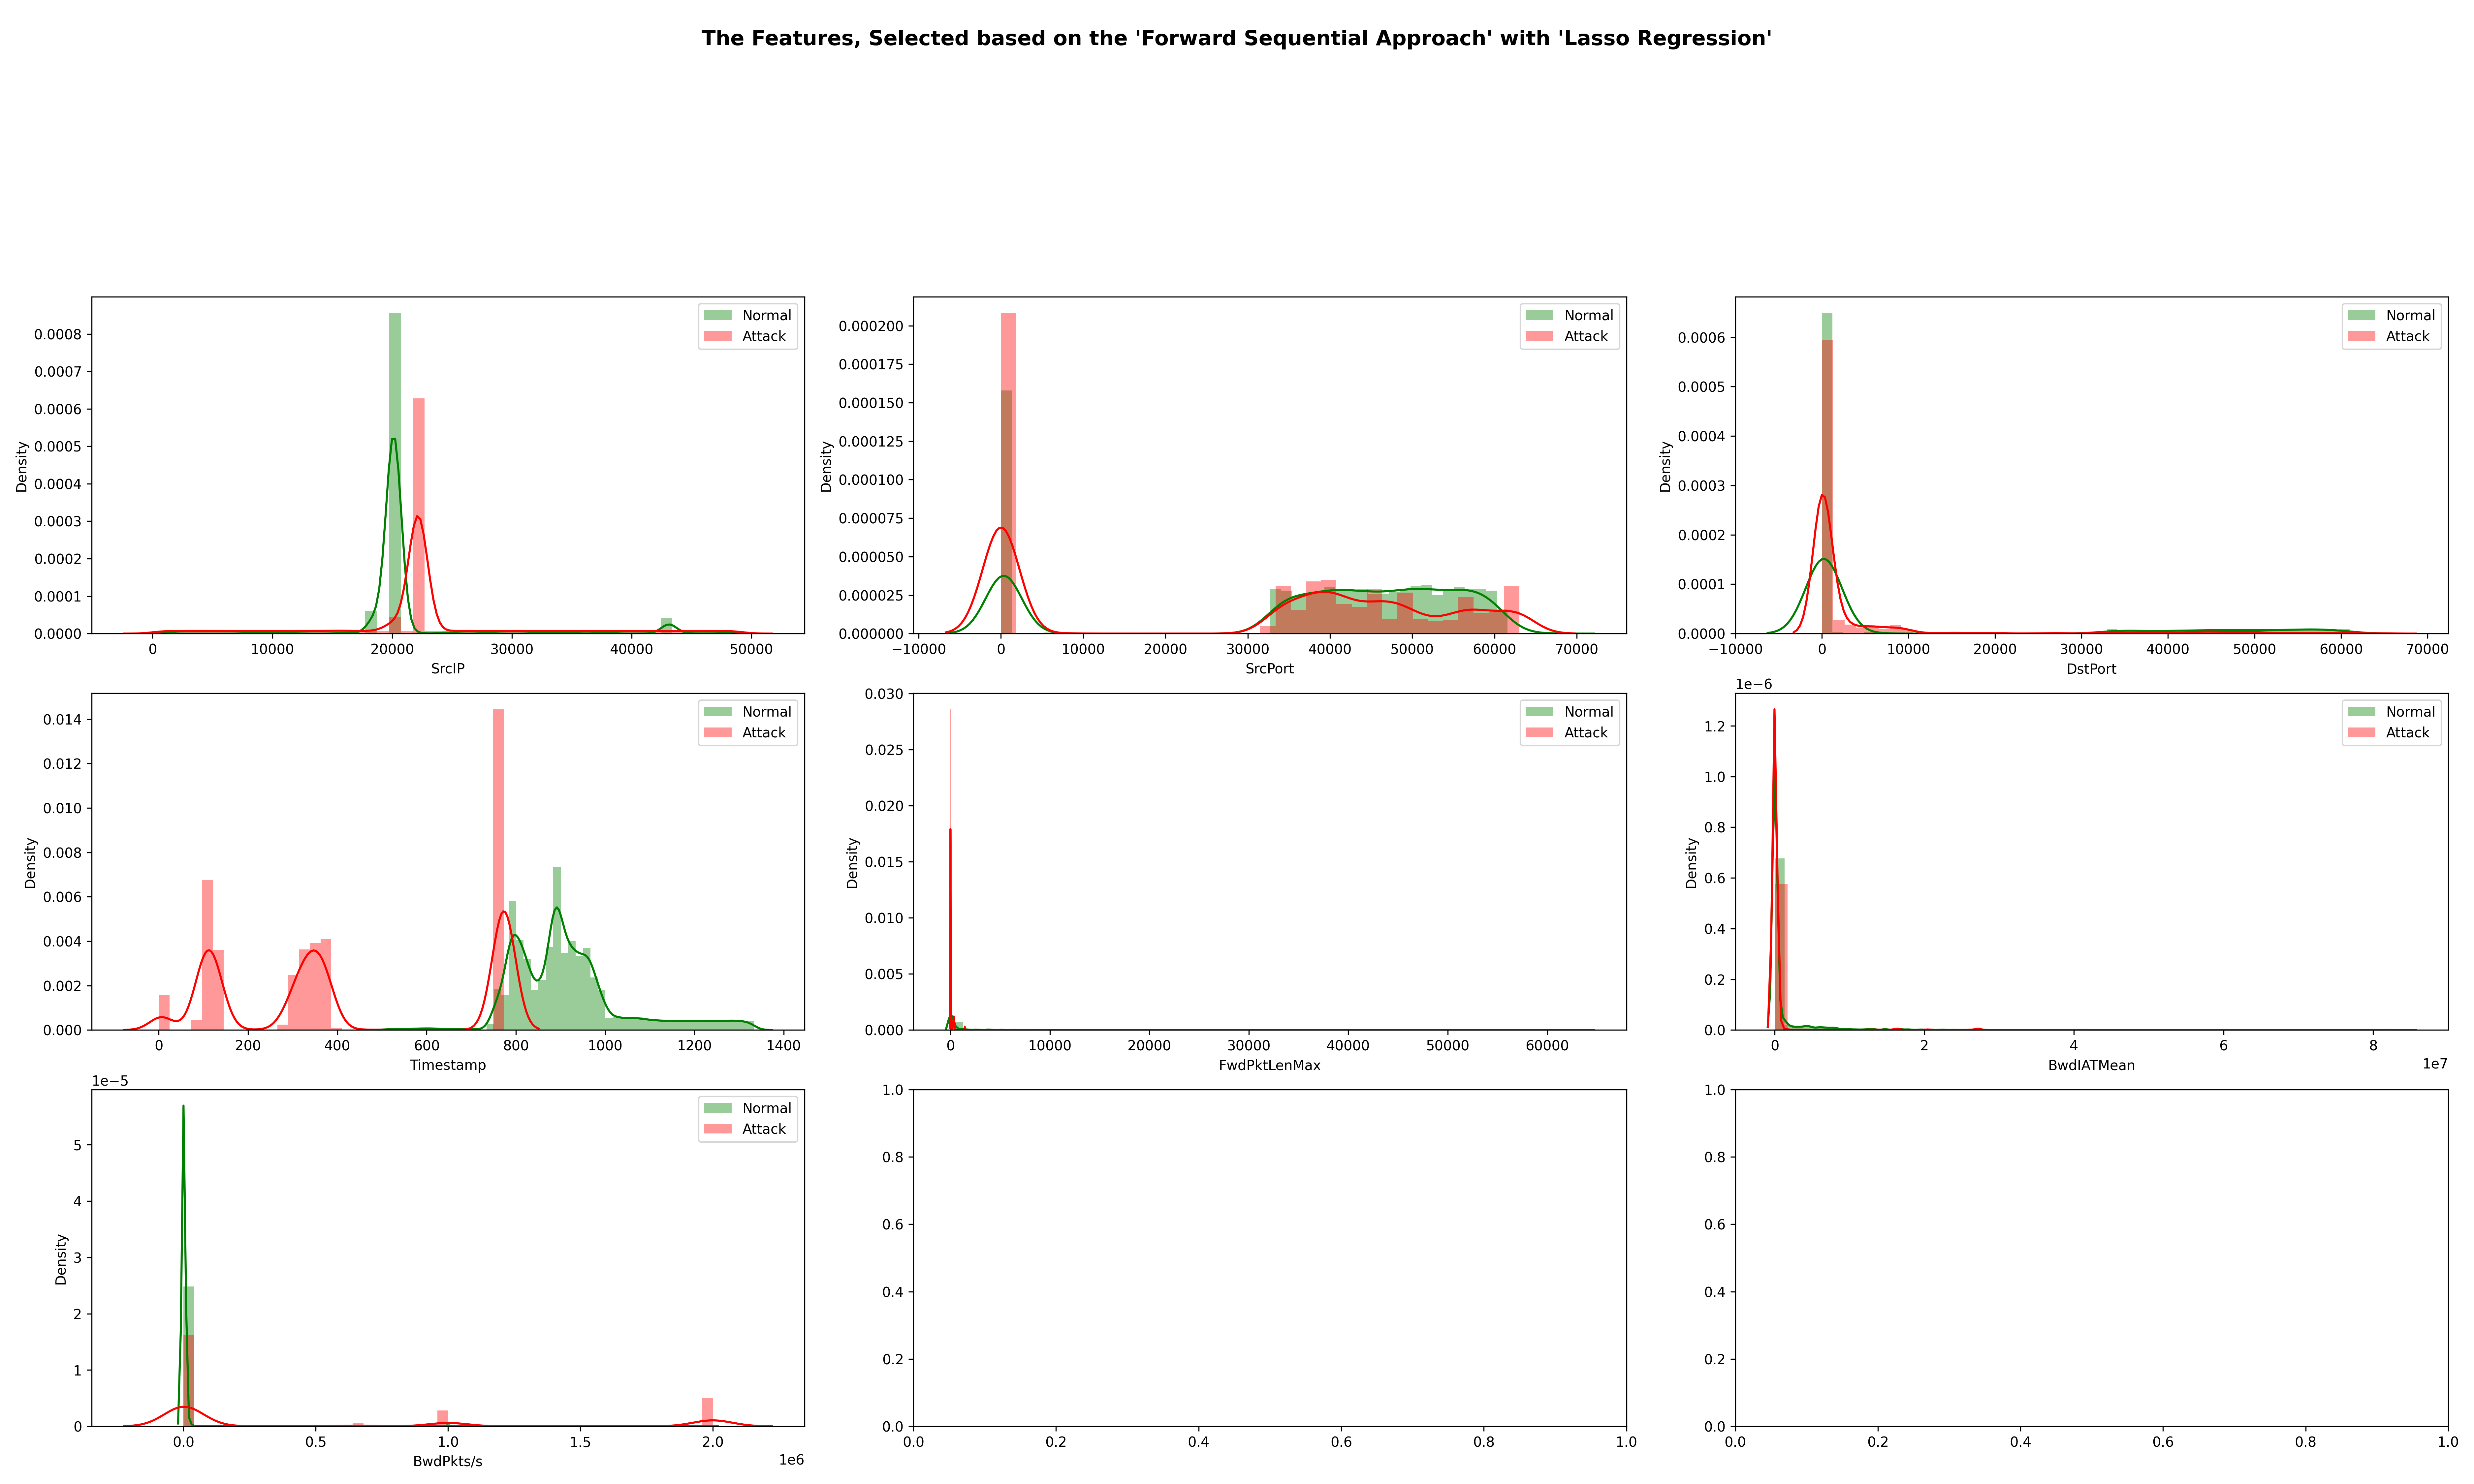 The Features, Selected based on the 'Forward Sequential Approach' with 'Lasso Regression'
Normal
Attack
0.0008
0.0007
0.0006
0.0005
0.0004
0.0003
0.0002
0.0001
0.0000
Density
0 10000 20000 30000 40000 50000
SrcIP
Normal
Attack
0.000200
0.000175
0.000150
0.000125
0.000100
0.000075
0.000050
0.000025
0.000000
Density
−10000 0 10000 20000 30000 40000 50000 60000 70000
SrcPort
Normal
Attack
0.0006
0.0005
0.0004
0.0003
0.0002
0.0001
0.0000
Density
−10000 0 10000 20000 30000 40000 50000 60000 70000
DstPort
Normal
Attack
0.014
0.012
0.010
0.008
0.006
0.004
0.002
0.000
Density
0 200 400 600 800 1000 1200 1400
Timestamp
Normal
Attack
0.030
0.025
0.020
0.015
0.010
0.005
0.000
Density
0 10000 20000 30000 40000 50000 60000
FwdPktLenMax
1e−6
Normal
Attack
1.2
1.0
0.8
0.6
0.4
0.2
0.0
Density
0 2 4 6 8
BwdIATMean
1e7
1e−5
Normal
Attack
5
4
3
2
1
0
Density
0.0 0.5 1.0 1.5 2.0
BwdPkts/s
1e6
1.0
0.8
0.6
0.4
0.2
0.0
0.0 0.2 0.4 0.6 0.8 1.0
1.0
0.8
0.6
0.4
0.2
0.0
0.0 0.2 0.4 0.6 0.8 1.0